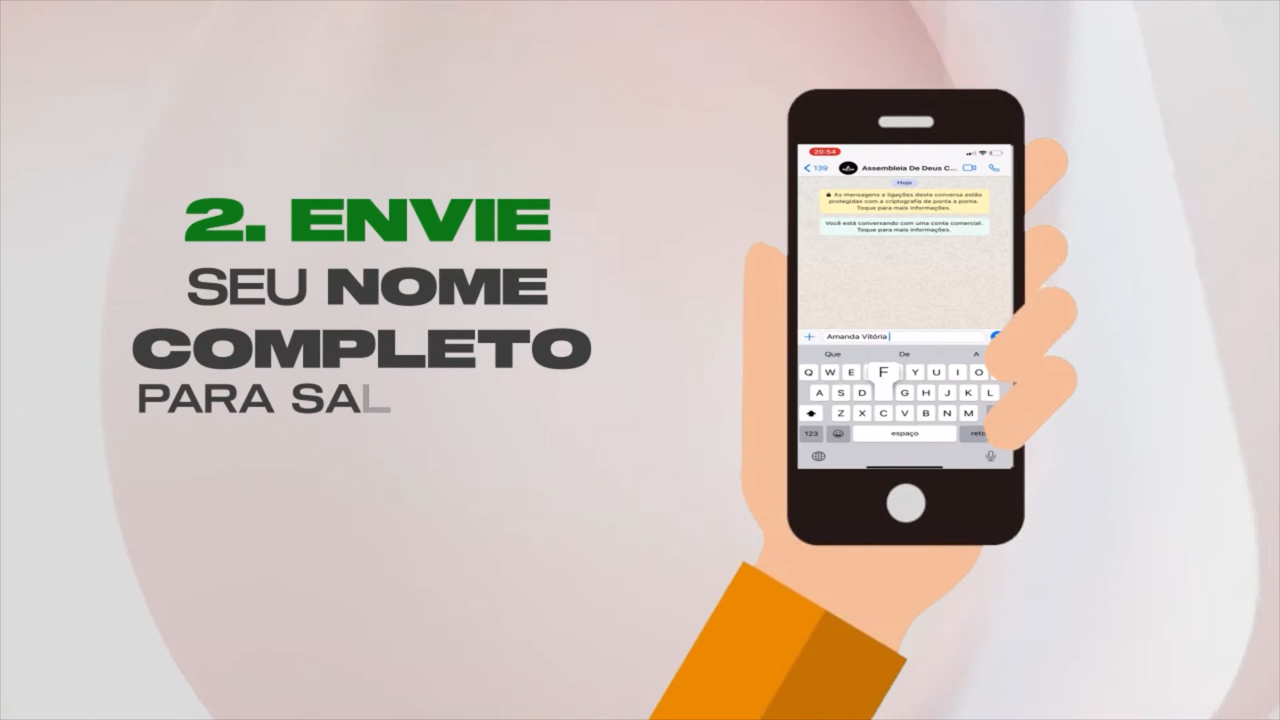 2. ENVIE
SEU NOME
COMPLETO
PARA SAL
20:54
139
Assembleia De Deus C...
Hoje
As mensagens e ligações desta conversa estão
protegidas com a criptografia de ponta a ponta.
Toque para mais informações.
Você está conversando com uma conta comercial.
Toque para mais informações.
Amanda Vitória
Que De A
Q W E F Y U I O
A S D G H J K L
Z X C V B N M
123 espaço reto